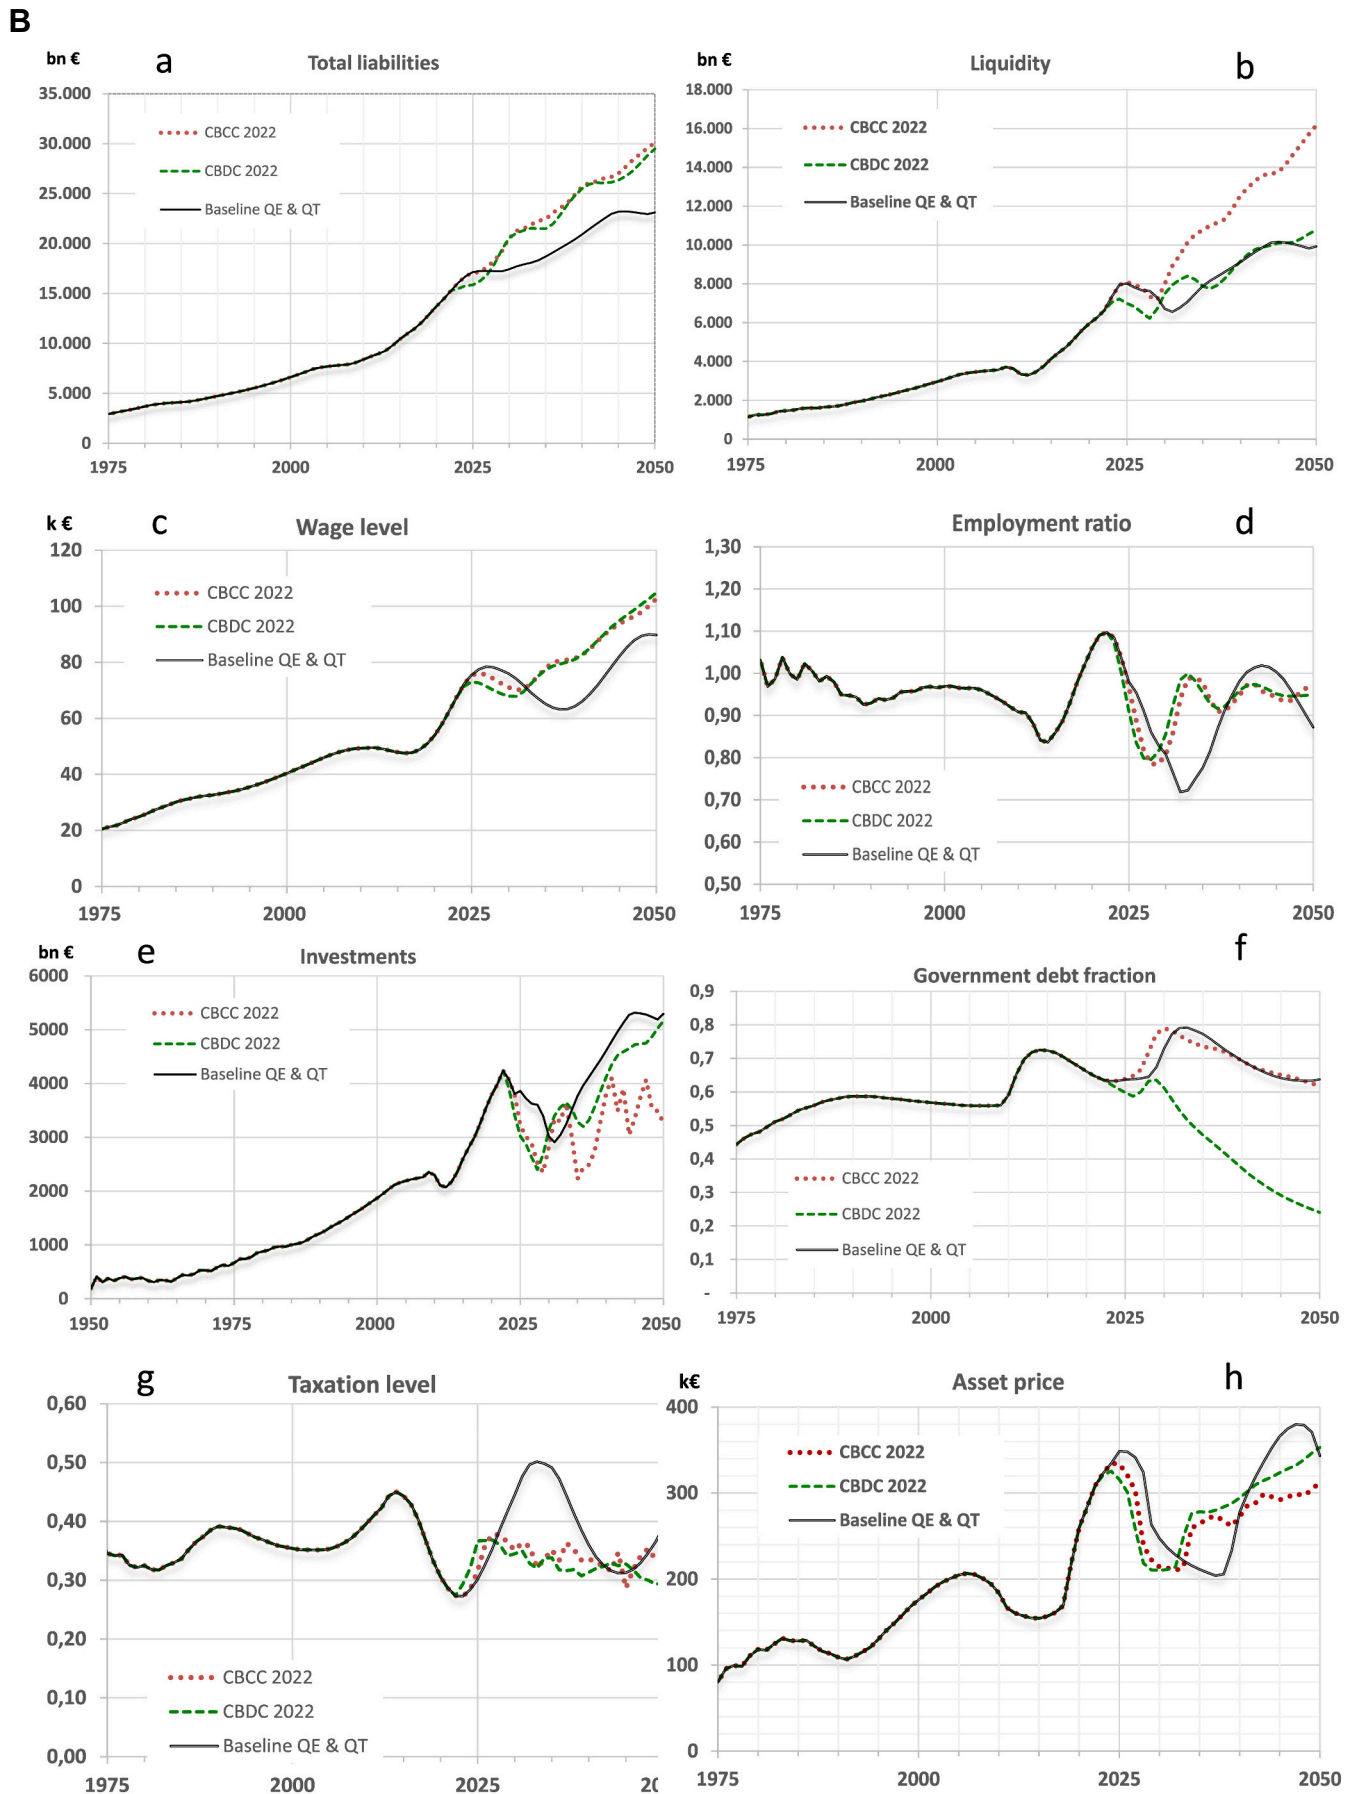 B
bn €
a
Total liabilities
35.000
30.000
25.000
20.000
15.000
10.000
5.000
0
CBCC 2022
CBDC 2022
Baseline QE & QT
1975
2000
2025
2050
bn €
Liquidity
b
18.000
16.000
14.000
12.000
10.000
8.000
6.000
4.000
2.000
0
CBCC 2022
CBDC 2022
Baseline QE & QT
1975
2000
2025
2050
k €
c
Wage level
120
100
80
60
40
20
0
CBCC 2022
CBDC 2022
Baseline QE & QT
1975
2000
2025
2050
Employment ratio
d
1,30
1,20
1,10
1,00
0,90
0,80
0,70
0,60
0,50
CBCC 2022
CBDC 2022
Baseline QE & QT
1975
2000
2025
2050
bn €
e
Investments
6000
5000
4000
3000
2000
1000
0
CBCC 2022
CBDC 2022
Baseline QE & QT
1950
1975
2000
2025
2050
f
Government debt fraction
0,9
0,8
0,7
0,6
0,5
0,4
0,3
0,2
0,1
-
CBCC 2022
CBDC 2022
Baseline QE & QT
1975
2000
2025
2050
g
Taxation level
0,60
0,50
0,40
0,30
0,20
0,10
0,00
CBCC 2022
CBDC 2022
Baseline QE & QT
1975
2000
2025
20
k€
Asset price
h
400
300
200
100
0
CBCC 2022
CBDC 2022
Baseline QE & QT
1975
2000
2025
2050